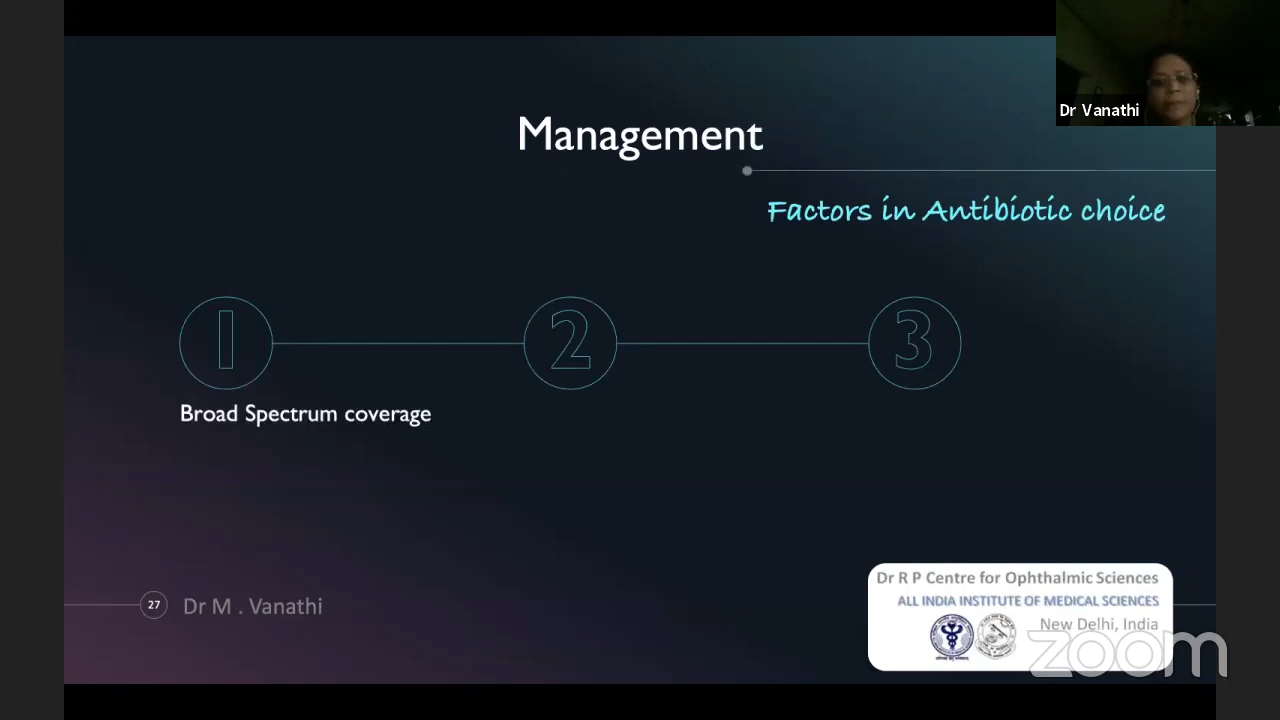 Dr Vanathi
Management
Factors in Antibiotic choice
1
2
3
Broad Spectrum coverage
27
Dr M . Vanathi
Dr R P Centre for Ophthalmic Sciences
ALL INDIA INSTITUTE OF MEDICAL SCIENCES
New Delhi, India
zoom